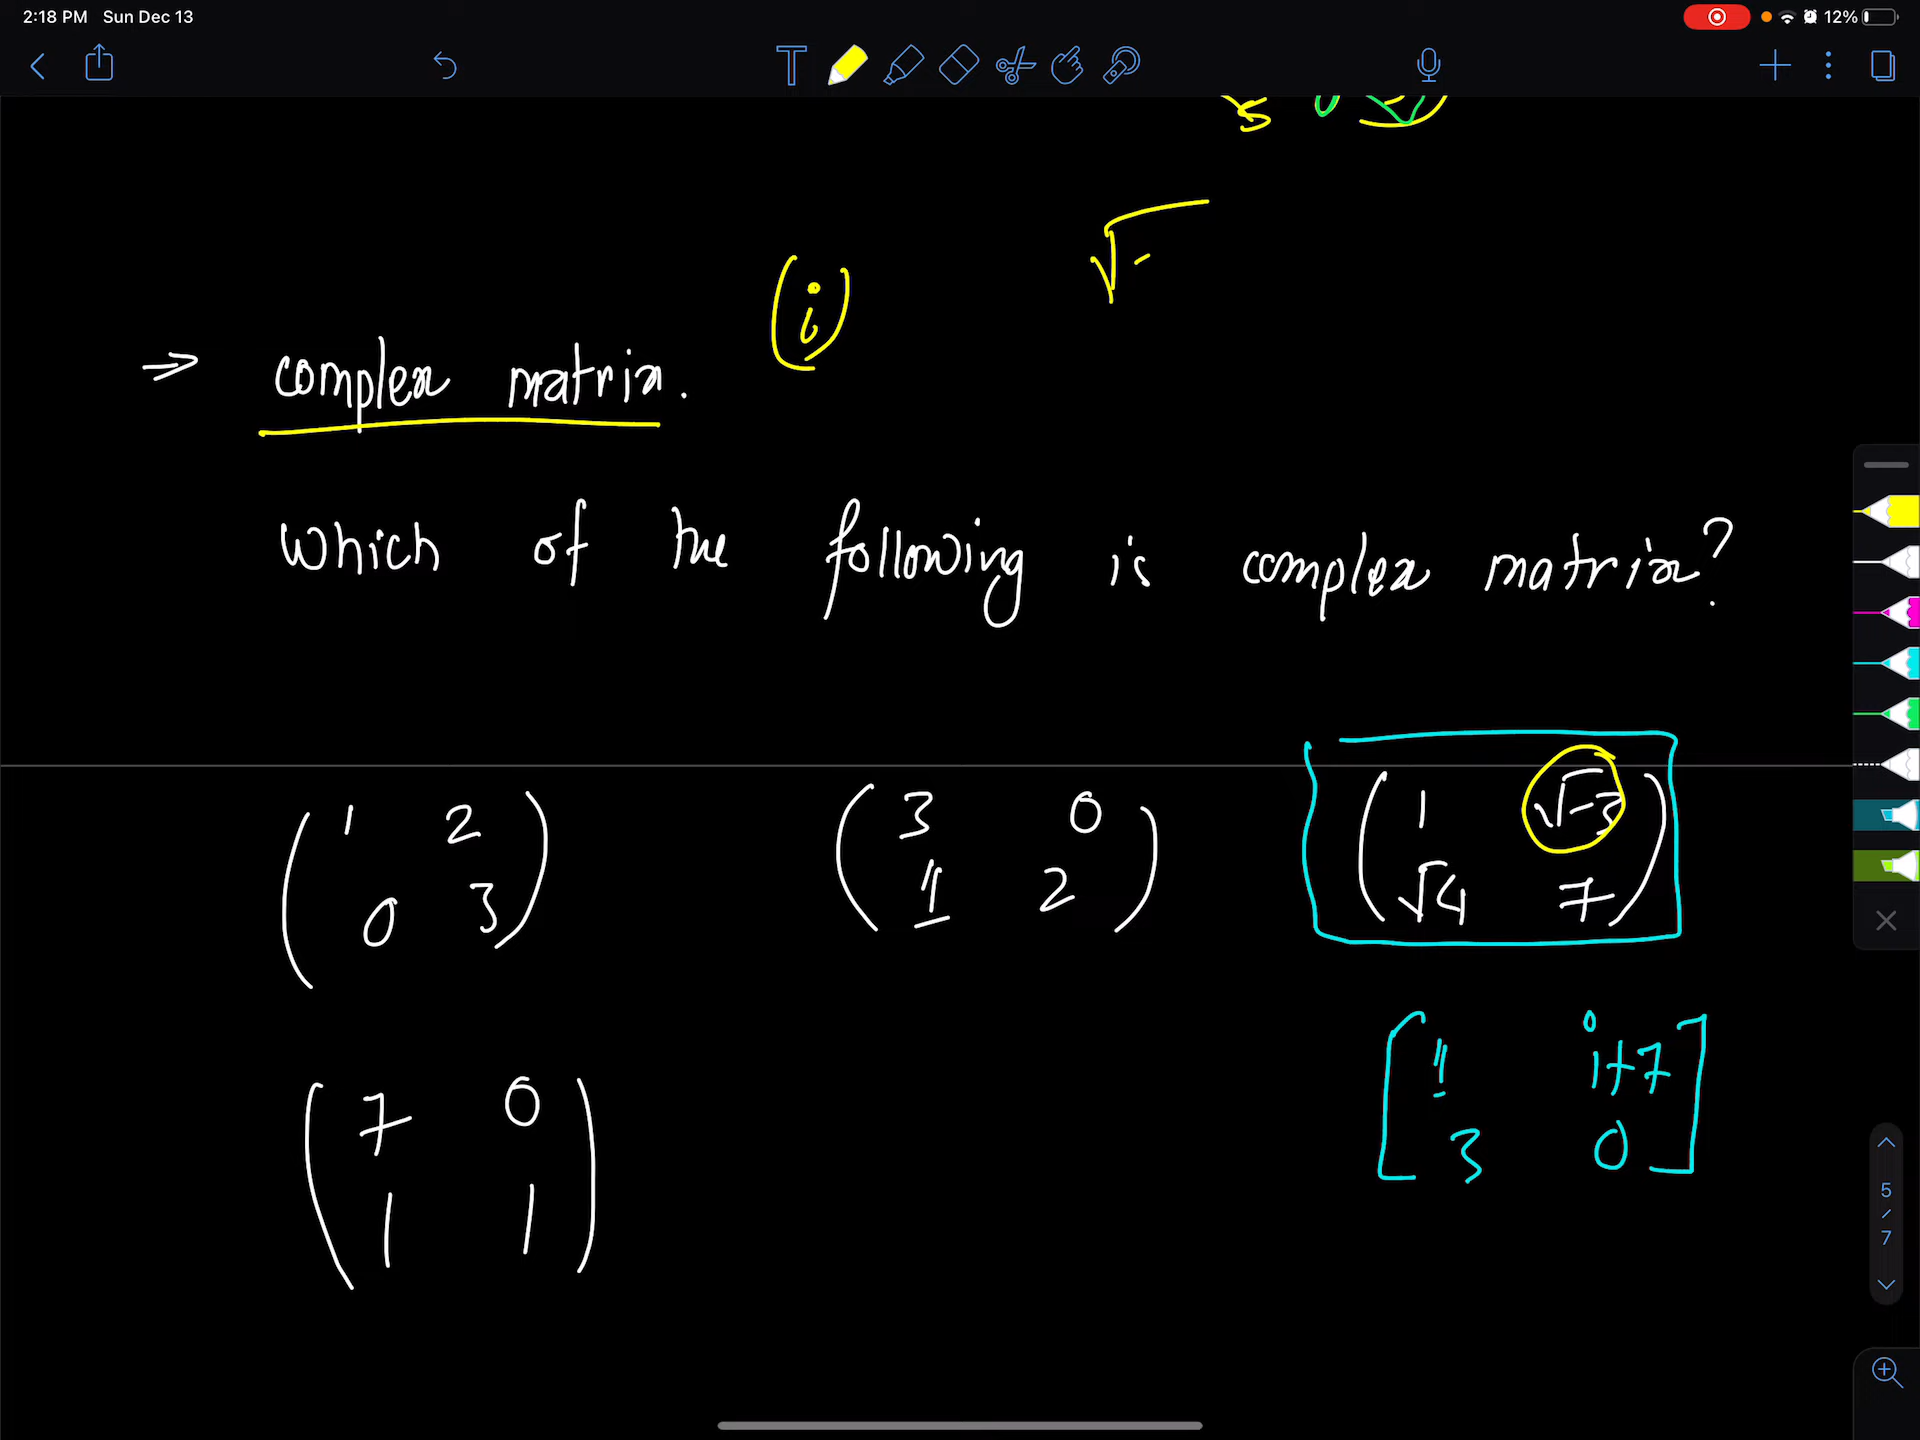 2:18 PM Sun Dec 13
12%
T
(i)
√-
⇒ complex matrix.
Which of the following is complex matrix?
1 2
0 3
3 0
1 2
1 √-3
√4 7
7 0
1 1
1 i+7
3 0
5
/
7